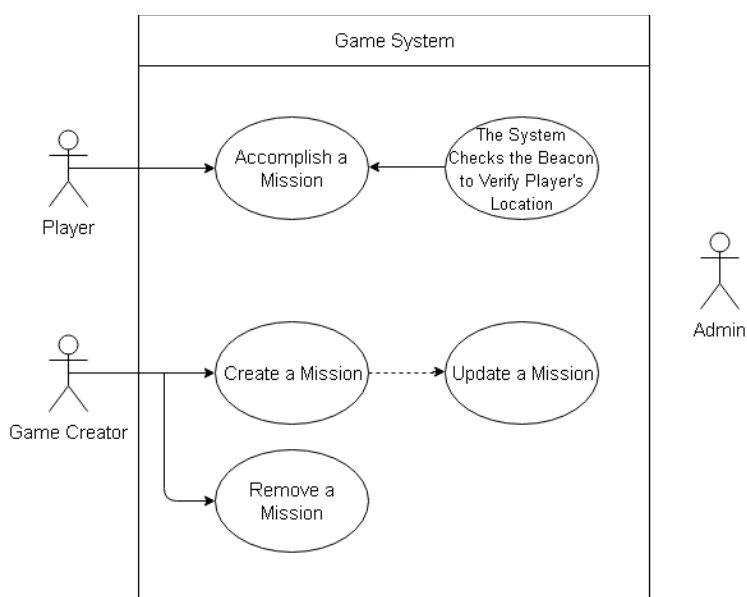 Game System
Accomplish a
Mission
The System
Checks the Beacon
to Verify Player's
Location
Player
Admin
Create a Mission
Update a Mission
Game Creator
Remove a
Mission